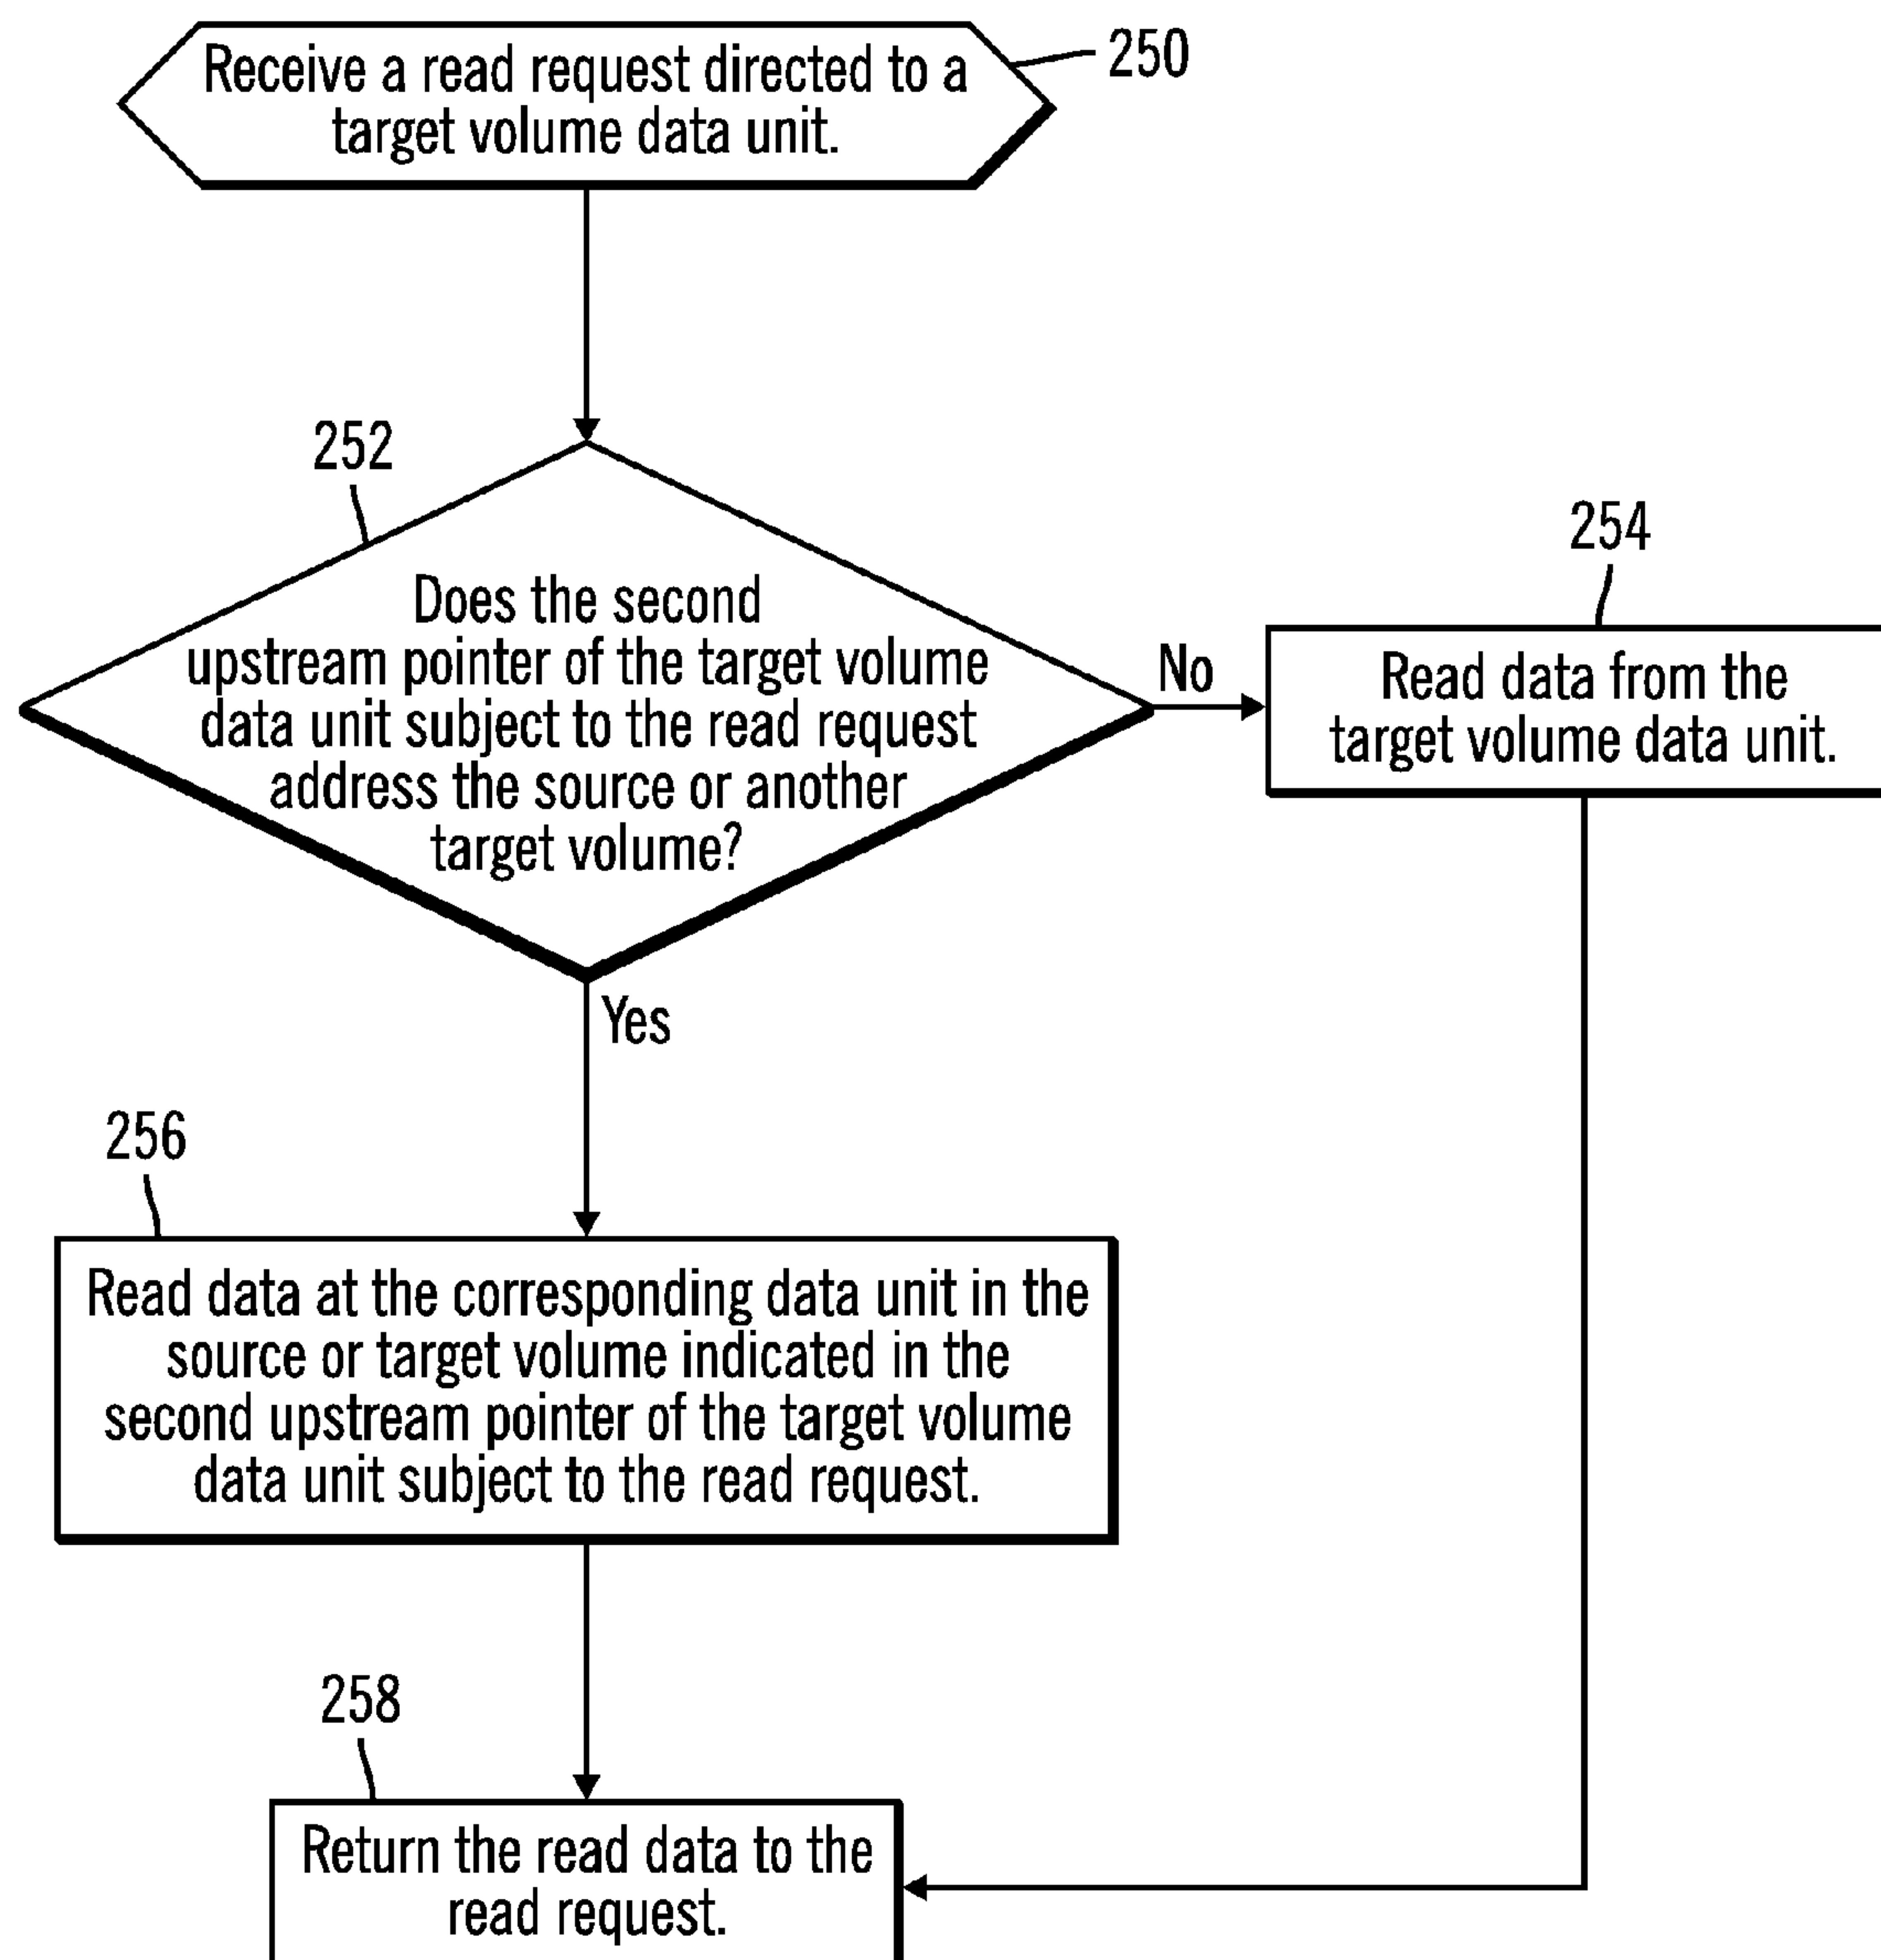 Receive a read request directed to a
target volume data unit.
250
252
Does the second
upstream pointer of the target volume
data unit subject to the read request
address the source or another
target volume?
No
254
Read data from the
target volume data unit.
Yes
256
Read data at the corresponding data unit in the
source or target volume indicated in the
second upstream pointer of the target volume
data unit subject to the read request.
258
Return the read data to the
read request.